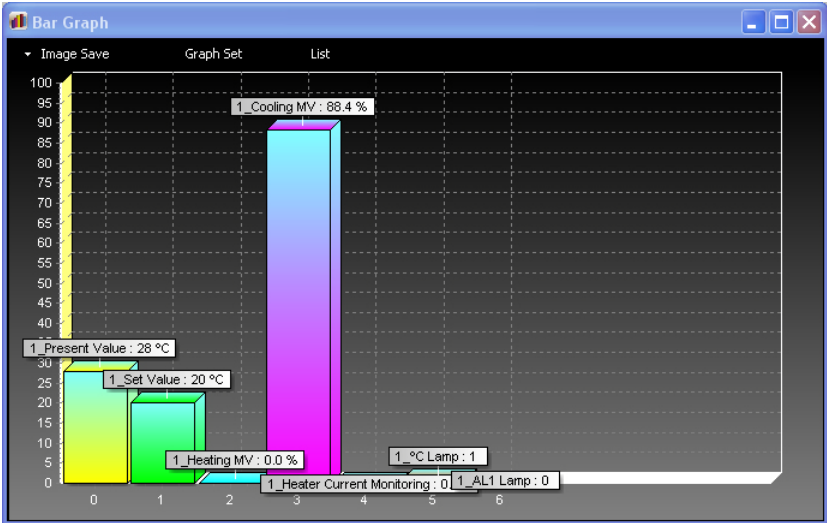 Bar Graph
Image Save Graph Set List
100
95
90
85
80
75
70
65
60
55
50
45
40
30
25
20
15
10
5
0
1_Cooling MV : 88.4 %
1_Present Value : 28 ºC
1_Set Value : 20 ºC
1_Heating MV : 0.0 %
1_ºC Lamp : 1
1_Heater Current Monitoring : 0
1_AL1 Lamp : 0
0 1 2 3 4 5 6